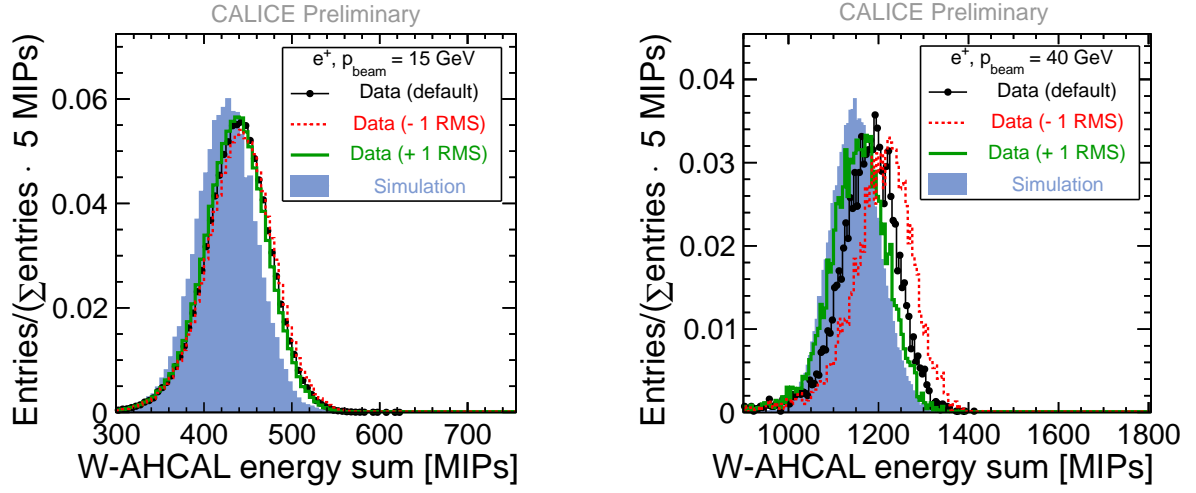 CALICE Preliminary
e+, pbeam = 15 GeV
Data (default)
Data (- 1 RMS)
Data (+ 1 RMS)
Simulation
Entries/(∑entries · 5 MIPs)
0.06
0.04
0.02
0
300 400 500 600 700
W-AHCAL energy sum [MIPs]
CALICE Preliminary
e+, pbeam = 40 GeV
Data (default)
Data (- 1 RMS)
Data (+ 1 RMS)
Simulation
Entries/(∑entries · 5 MIPs)
0.04
0.03
0.02
0.01
0
1000 1200 1400 1600 1800
W-AHCAL energy sum [MIPs]